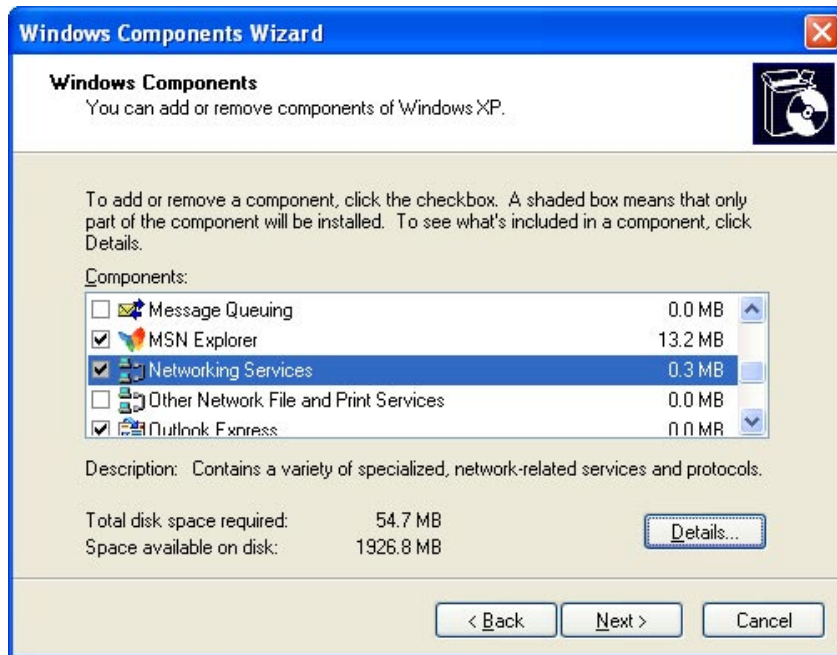 Windows Components Wizard
Windows Components
You can add or remove components of Windows XP.
To add or remove a component, click the checkbox. A shaded box means that only
part of the component will be installed. To see what's included in a component, click
Details.
Components:
Message Queuing 0.0 MB
MSN Explorer 13.2 MB
Networking Services 0.3 MB
Other Network File and Print Services 0.0 MB
Outlook Express 0.0 MB
Description: Contains a variety of specialized, network-related services and protocols.
Total disk space required: 54.7 MB
Space available on disk: 1926.8 MB
Details...
< Back Next > Cancel